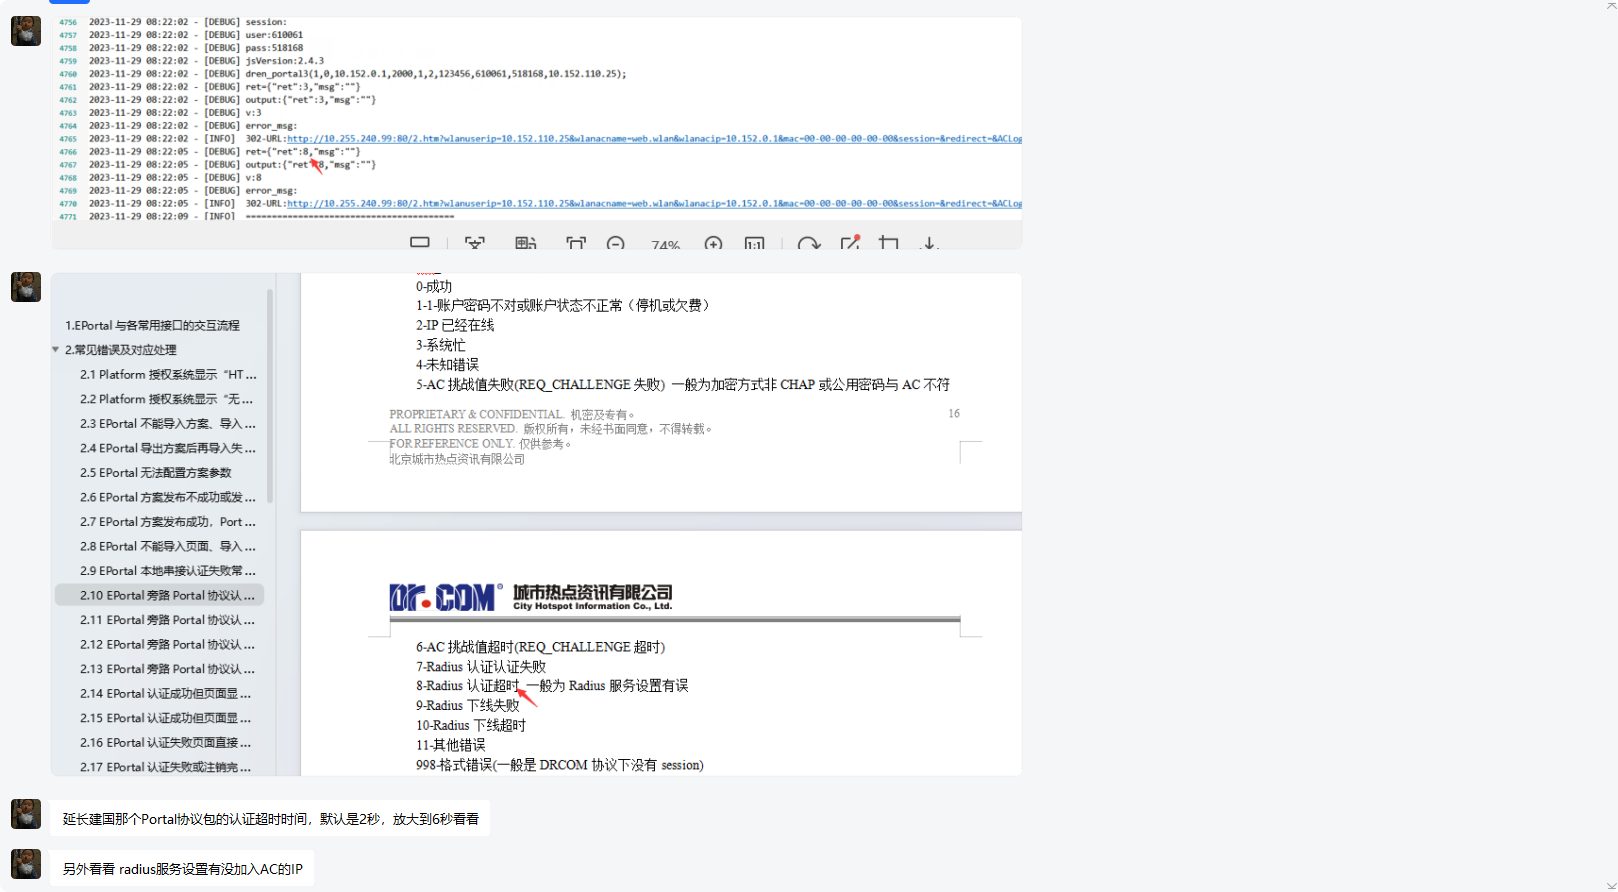 4756 2023-11-29 08:22:02 - [DEBUG] session:
4757 2023-11-29 08:22:02 - [DEBUG] user:610061
4758 2023-11-29 08:22:02 - [DEBUG] pass:518168
4759 2023-11-29 08:22:02 - [DEBUG] jsVersion:2.4.3
4760 2023-11-29 08:22:02 - [DEBUG] dren_portal3(1,0,10.152.0.1,2000,1,2,123456,610061,518168,10.152.110.25);
4761 2023-11-29 08:22:02 - [DEBUG] ret={"ret":3,"msg":""}
4762 2023-11-29 08:22:02 - [DEBUG] output:{"ret":3,"msg":""}
4763 2023-11-29 08:22:02 - [DEBUG] v:3
4764 2023-11-29 08:22:02 - [DEBUG] error_msg:
4765 2023-11-29 08:22:02 - [INFO] 302-URL:http://10.255.240.99:80/2.htm?wlanuserip=10.152.110.25&wlanacname=web.wlan&wlanacip=10.152.0.1&mac=00-00-00-00-00-00&session=&redirect=&ACLog
4766 2023-11-29 08:22:05 - [DEBUG] ret={"ret":8,"msg":""}
4767 2023-11-29 08:22:05 - [DEBUG] output:{"ret":8,"msg":""}
4768 2023-11-29 08:22:05 - [DEBUG] v:8
4769 2023-11-29 08:22:05 - [DEBUG] error_msg:
4770 2023-11-29 08:22:05 - [INFO] 302-URL:http://10.255.240.99:80/2.htm?wlanuserip=10.152.110.25&wlanacname=web.wlan&wlanacip=10.152.0.1&mac=00-00-00-00-00-00&session=&redirect=&ACLog
4771 2023-11-29 08:22:09 - [INFO] ========================================
74%
1:1
1.EPortal 与各常用接口的交互流程
2.常见错误及对应处理
2.1 Platform 授权系统显示 “HT ...
2.2 Platform 授权系统显示 “无 ...
2.3 EPortal 不能导入方案、导入 ...
2.4 EPortal 导出方案后再导入失 ...
2.5 EPortal 无法配置方案参数
2.6 EPortal 方案发布不成功或发 ...
2.7 EPortal 方案发布成功，Port ...
2.8 EPortal 不能导入页面、导入 ...
2.9 EPortal 本地串接认证失败常 ...
2.10 EPortal 旁路 Portal 协议认 ...
2.11 EPortal 旁路 Portal 协议认 ...
2.12 EPortal 旁路 Portal 协议认 ...
2.13 EPortal 旁路 Portal 协议认 ...
2.14 EPortal 认证成功但页面显 ...
2.15 EPortal 认证成功但页面显 ...
2.16 EPortal 认证失败页面直接 ...
2.17 EPortal 认证失败或注销完 ...
0-成功
1-1-账户密码不对或账户状态不正常（停机或欠费）
2-IP 已经在线
3-系统忙
4-未知错误
5-AC 挑战值失败(REQ_CHALLENGE 失败) 一般为加密方式非 CHAP 或公用密码与 AC 不符
PROPRIETARY & CONFIDENTIAL. 机密及专有。 16
ALL RIGHTS RESERVED. 版权所有，未经书面同意，不得转载。
FOR REFERENCE ONLY. 仅供参考。
北京城市热点资讯有限公司
Dr.COM® 城市热点资讯有限公司
City Hotspot Information Co., Ltd.
6-AC 挑战值超时(REQ_CHALLENGE 超时)
7-Radius 认证认证失败
8-Radius 认证超时 一般为 Radius 服务设置有误
9-Radius 下线失败
10-Radius 下线超时
11-其他错误
998-格式错误(一般是 DRCOM 协议下没有 session)
延长建国那个Portal协议包的认证超时时间，默认是2秒，放大到6秒看看
另外看看 radius服务设置有没加入AC的IP